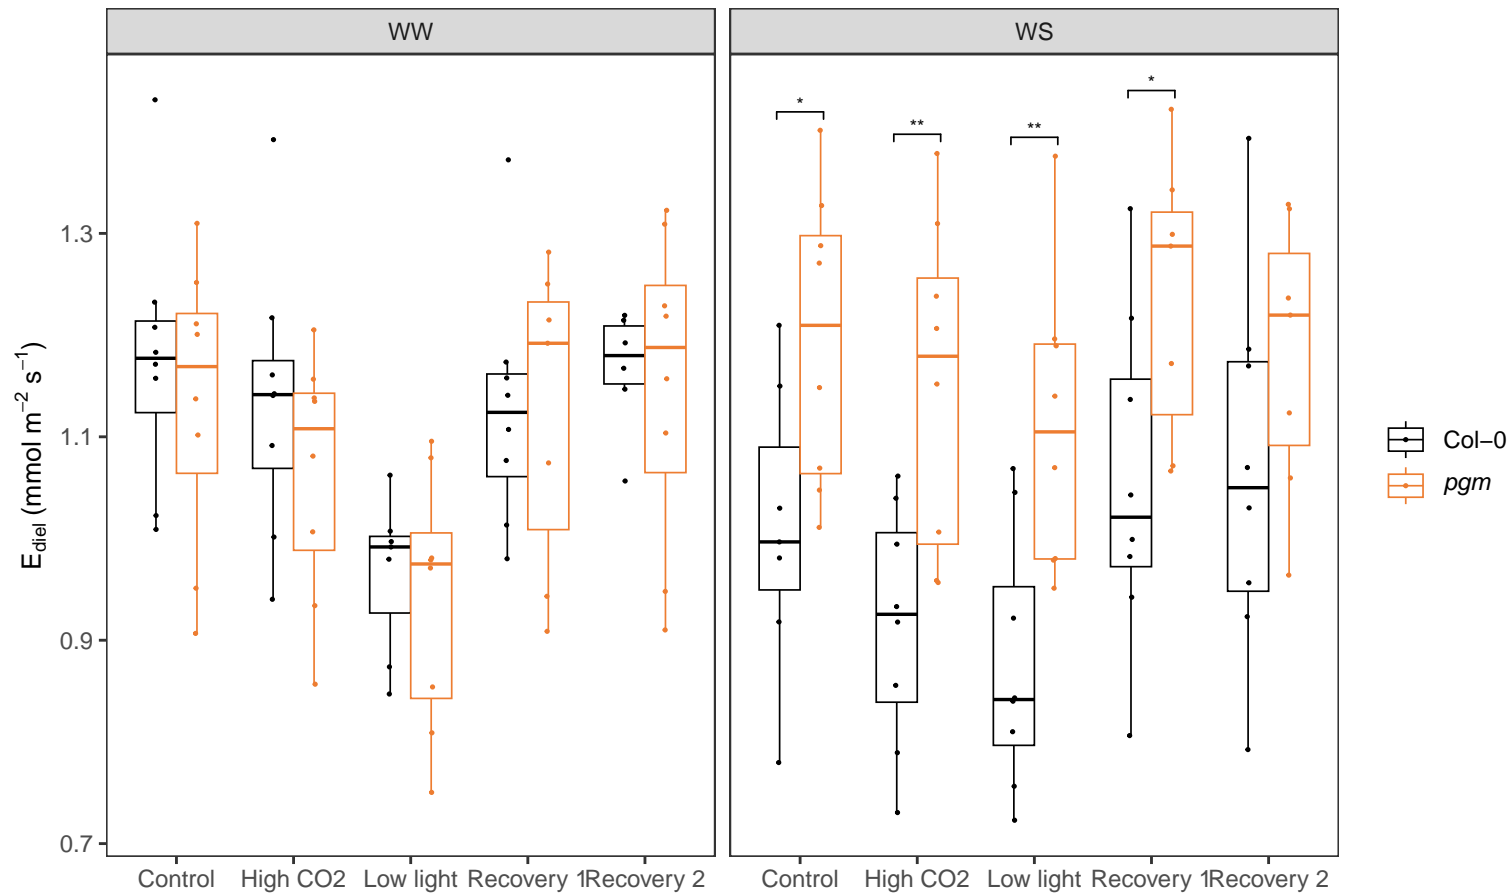 WW
WS
*
**
**
*
1.3
1.1
0.9
0.7
E_diel (mmol m⁻² s⁻¹)
Control High CO2 Low light Recovery 1 Recovery 2
Control High CO2 Low light Recovery 1 Recovery 2
Col−0
pgm